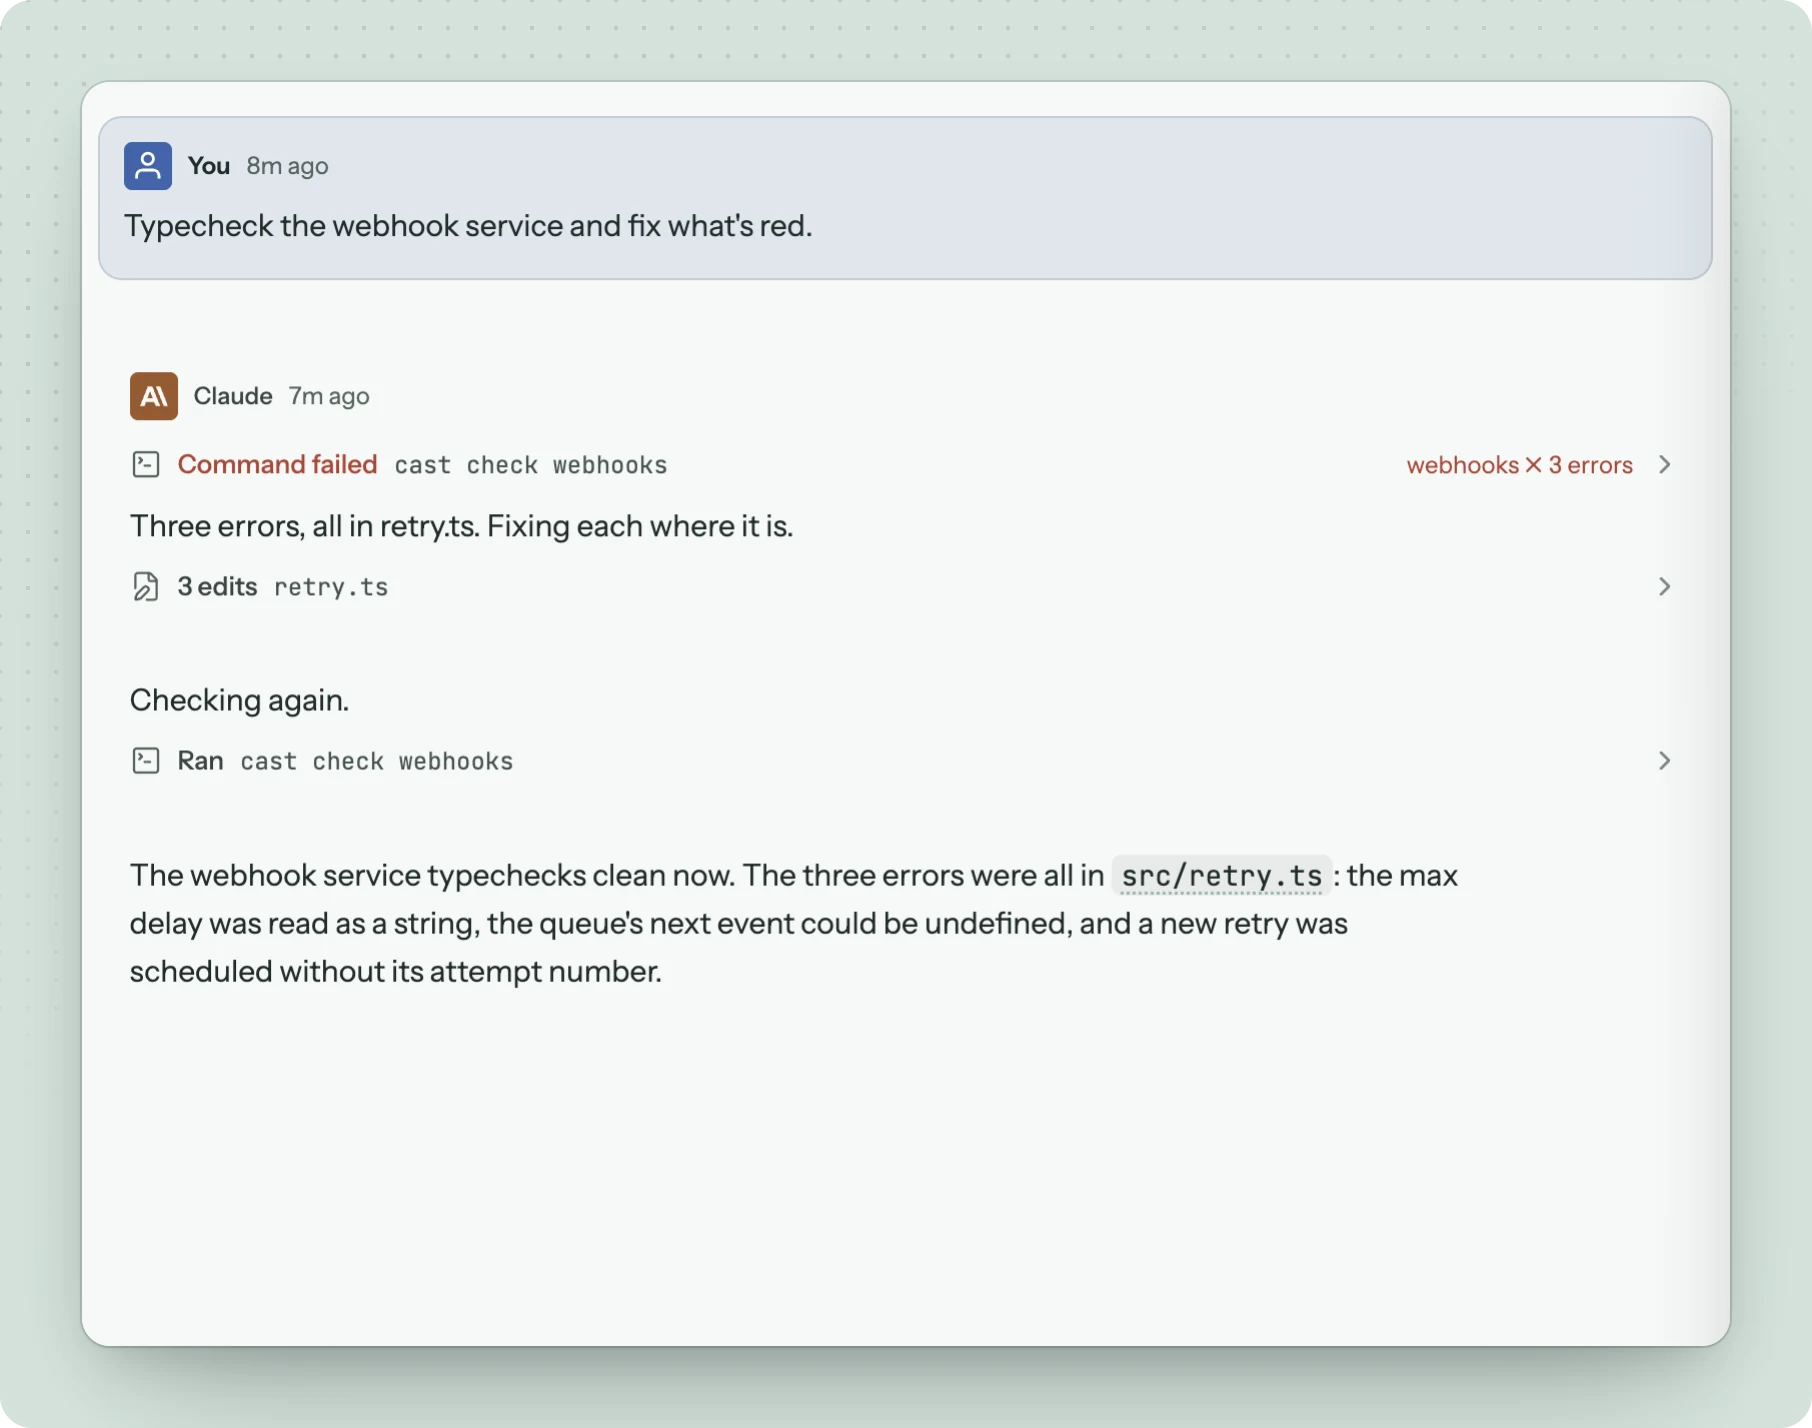 You 8m ago
Typecheck the webhook service and fix what's red.
Claude 7m ago
Command failed cast check webhooks webhooks ✕ 3 errors
Three errors, all in retry.ts. Fixing each where it is.
3 edits retry.ts
Checking again.
Ran cast check webhooks
The webhook service typechecks clean now. The three errors were all in src/retry.ts: the max
delay was read as a string, the queue's next event could be undefined, and a new retry was
scheduled without its attempt number.